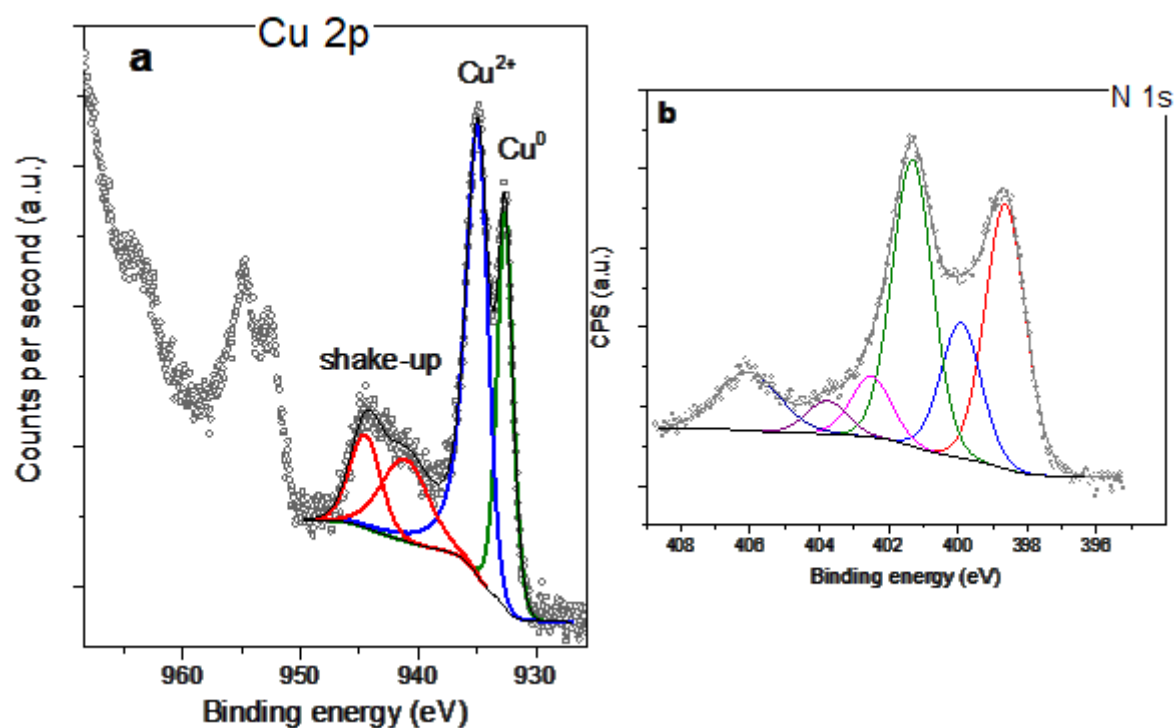 Cu 2p
a
Cu²⁺
Cu⁰
shake-up
Counts per second (a.u.)
960
950
940
930
Binding energy (eV)
N 1s
b
CPS (a.u.)
408
406
404
402
400
398
396
Binding energy (eV)